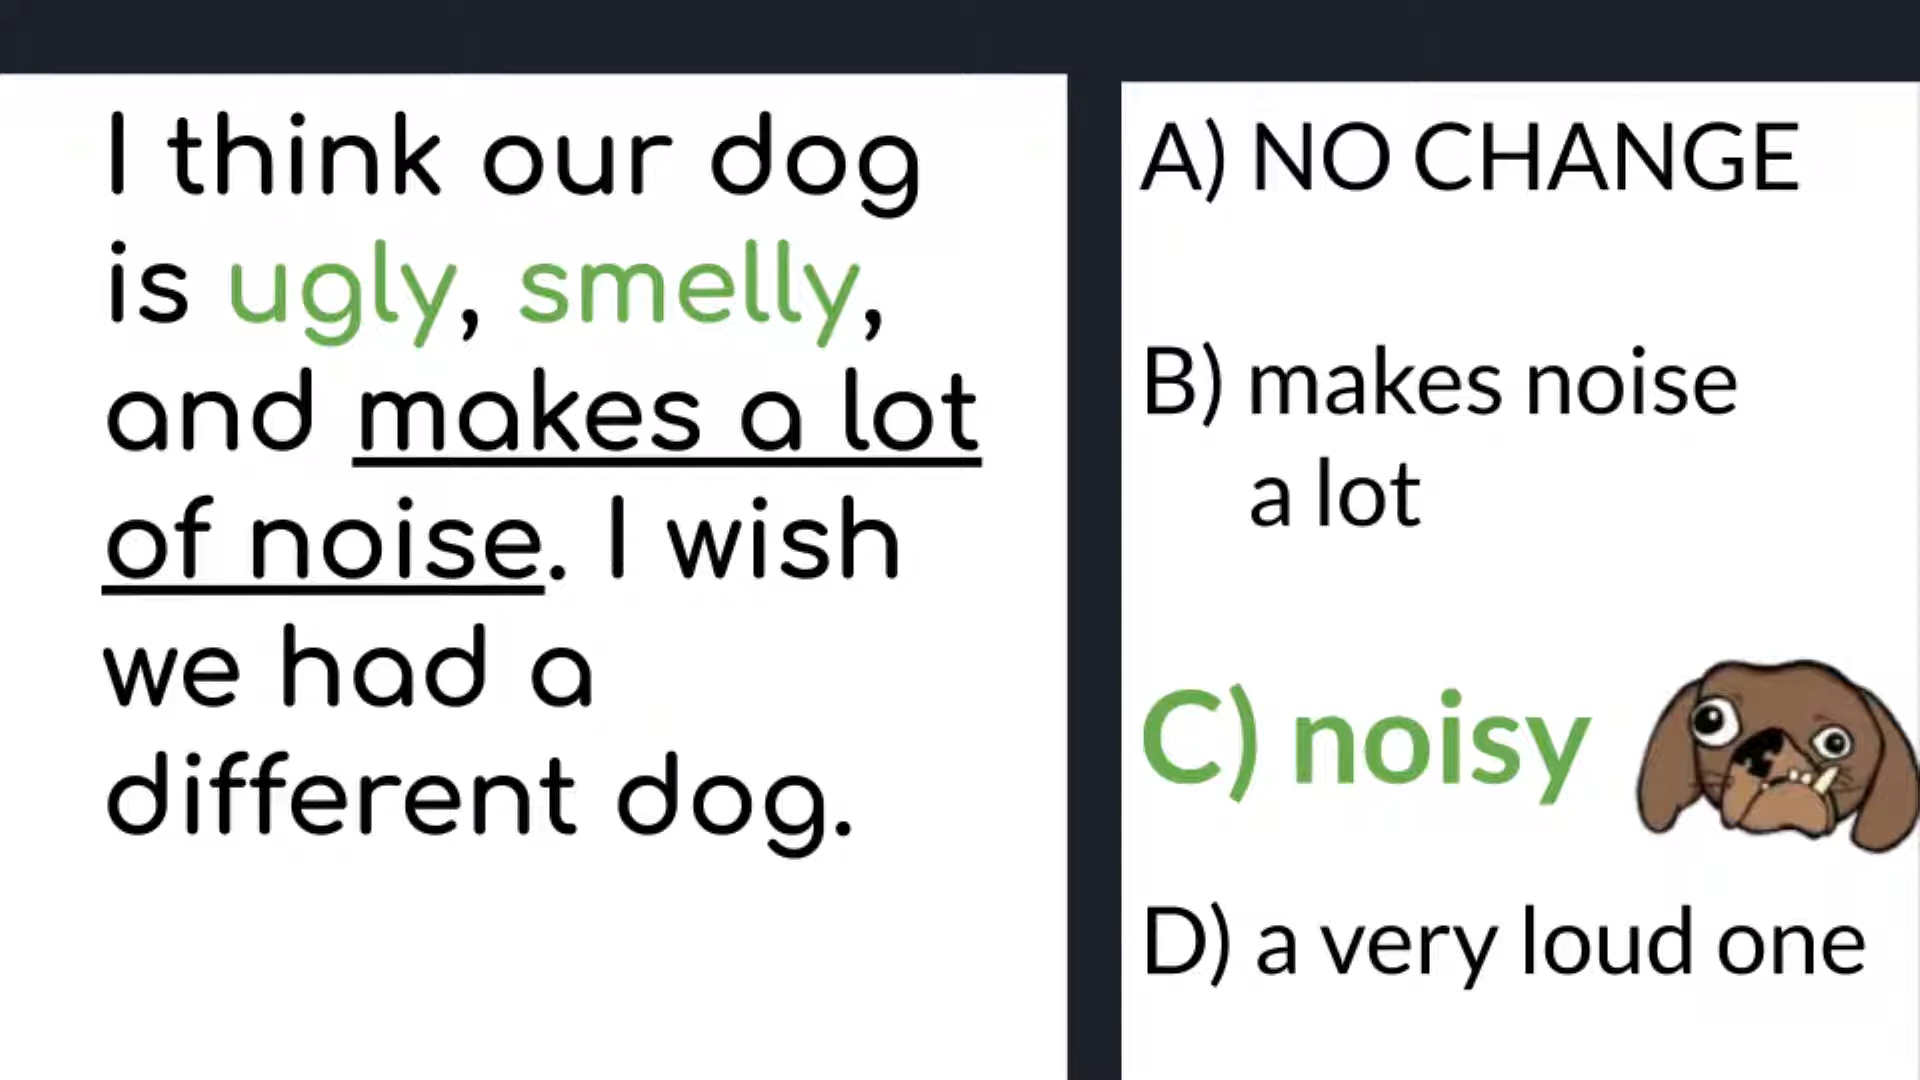 I think our dog
is ugly, smelly,
and makes a lot
of noise. I wish
we had a
different dog.
A) NO CHANGE
B) makes noise
a lot
C) noisy
D) a very loud one